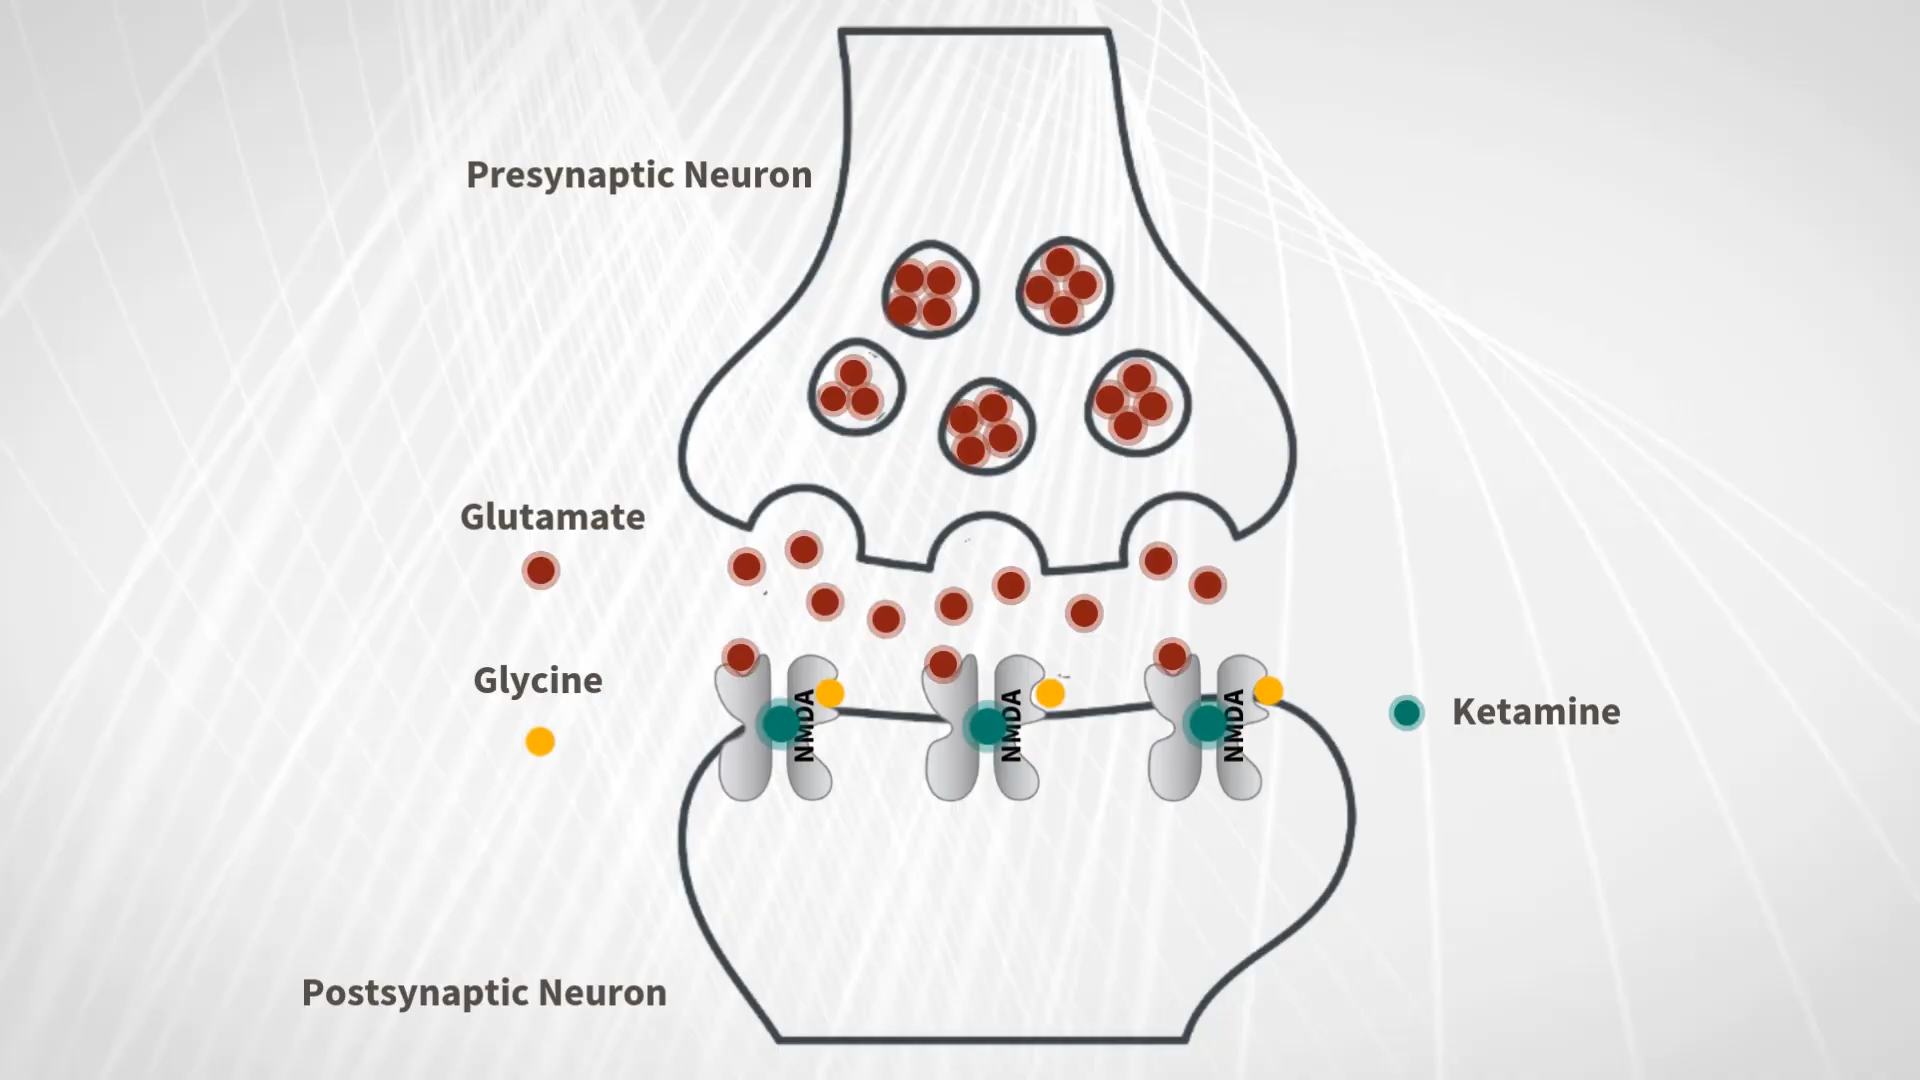 Presynaptic Neuron
Glutamate
Glycine
NMDA
NMDA
NMDA
Ketamine
Postsynaptic Neuron